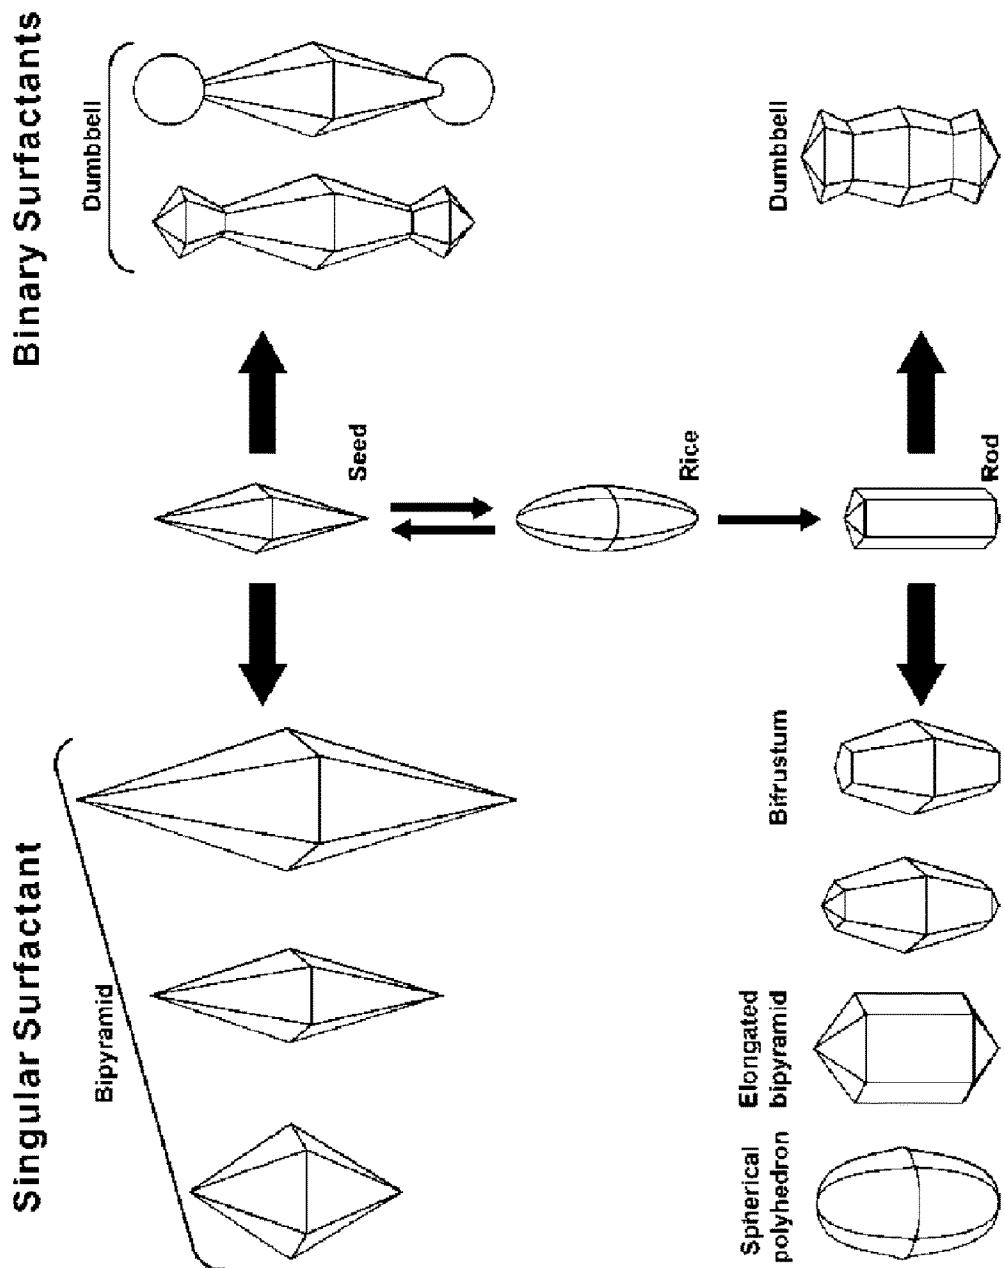 Singular Surfactant
Binary Surfactants
Bipyramid
Dumbbell
Seed
Rice
Spherical
polyhedron
Elongated
bipyramid
Bifrustum
Dumbbell
Rod